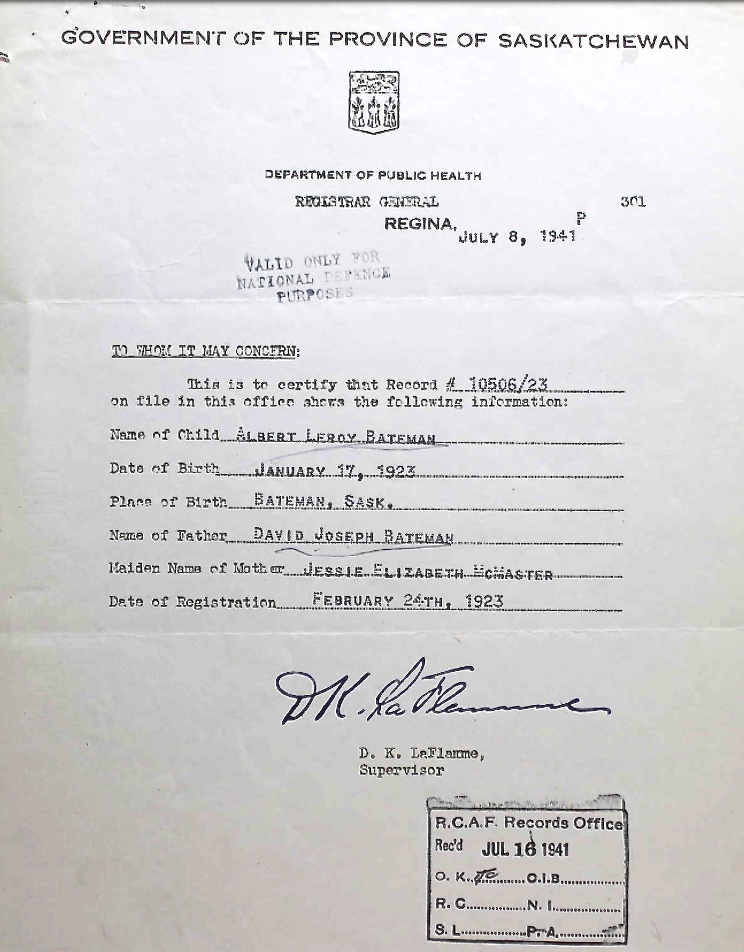 GOVERNMENT OF THE PROVINCE OF SASKATCHEWAN
DEPARTMENT OF PUBLIC HEALTH
REGISTRAR GENERAL 301
REGINA, P
JULY 8, 1941
VALID ONLY FOR
NATIONAL DEFENCE
PURPOSES
TO WHOM IT MAY CONCERN:
This is to certify that Record # 10506/23
on file in this office shows the following information:
Name of Child ALBERT LEROY BATEMAN
Date of Birth JANUARY 17, 1923
Place of Birth BATEMAN, SASK.
Name of Father DAVID JOSEPH BATEMAN
Maiden Name of Mother JESSIE ELIZABETH MCMASTER
Date of Registration FEBRUARY 24TH, 1923
D K. LaFlamme
D. K. LaFlamme,
Supervisor
R.C.A.F. Records Office
Rec'd JUL 16 1941
O. K. C.I.B.
R. C. N. I.
S. L. P. A.